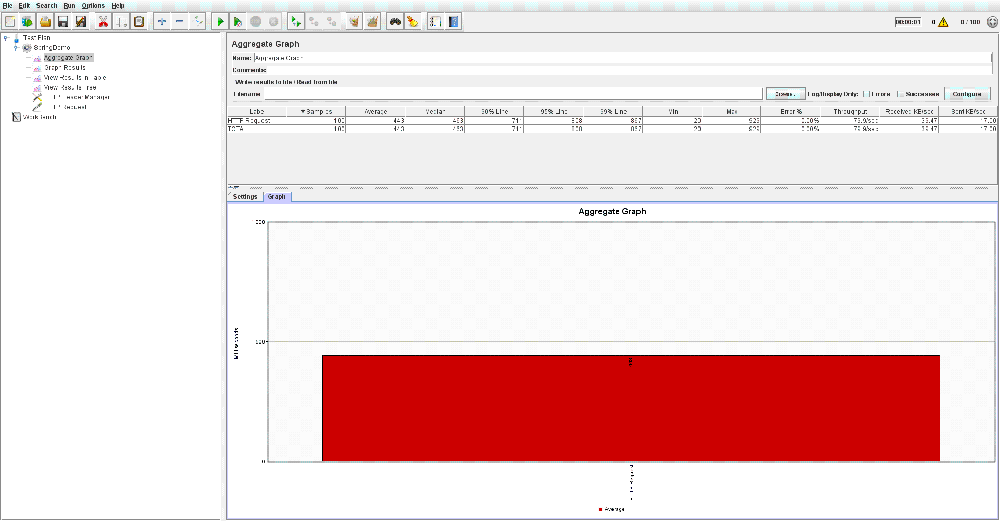 File Edit Search Run Options Help
00:00:01 0 0 / 100
Test Plan
SpringDemo
Aggregate Graph
Graph Results
View Results in Table
View Results Tree
HTTP Header Manager
HTTP Request
WorkBench
Aggregate Graph
Name: Aggregate Graph
Comments:
Write results to file / Read from file
Filename Browse... Log/Display Only: Errors Successes Configure
Label # Samples Average Median 90% Line 95% Line 99% Line Min Max Error % Throughput Received KB/sec Sent KB/sec
HTTP Request 100 443 463 711 808 867 20 929 0.00% 79.9/sec 39.47 17.00
TOTAL 100 443 463 711 808 867 20 929 0.00% 79.9/sec 39.47 17.00
Settings Graph
Aggregate Graph
1,000
500
0
Milliseconds
443
HTTP Request
Average